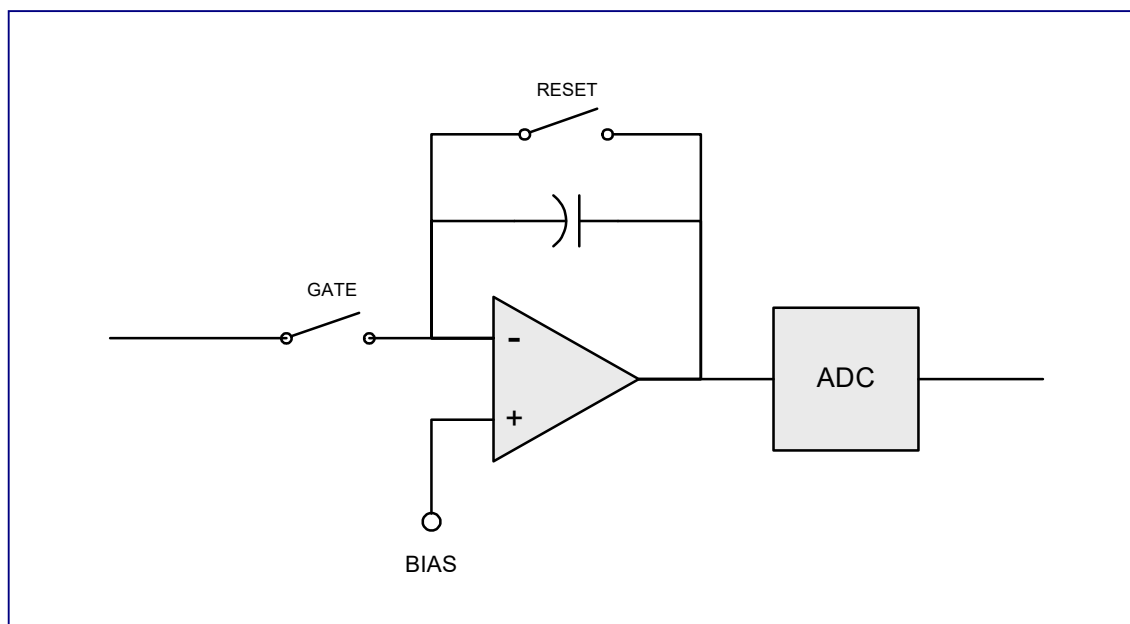 RESET
GATE
-
ADC
+
BIAS